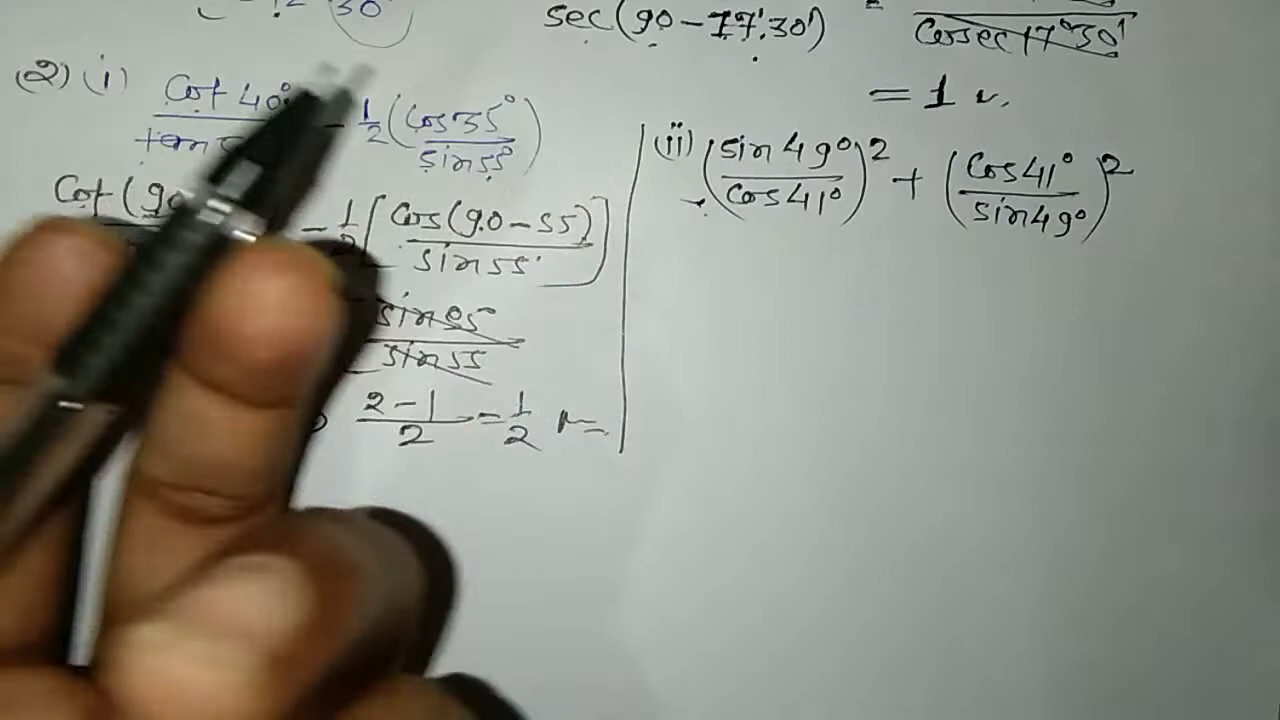 30
sec(90-17°30') =
Cosec 17°30'
= 1
(2) (i) Cot 40° / tan - 1/2 (Cos 35° / sin 55°)
Cot (90 - 1/2 [Cos(90-55) / sin 55]
sin 55 / sin 55
2-1 / 2 = 1/2
(ii) (sin 49° / Cos 41°)² + (Cos 41° / sin 49°)²